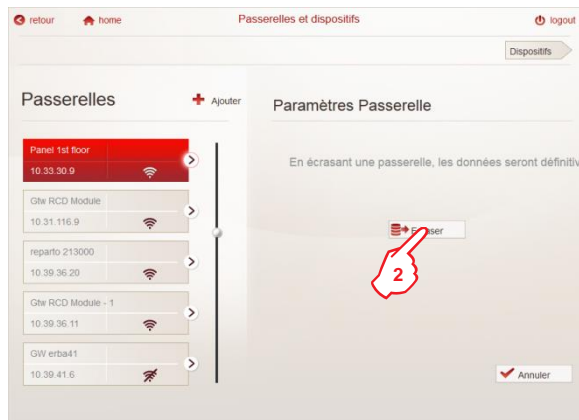 retour
home
Passerelles et dispositifs
logout
Dispositifs
Passerelles
Ajouter
Paramètres Passerelle
Panel 1st floor
10.33.30.9
En écrasant une passerelle, les données seront définitiv
Gtw RCD Module
10.31.116.9
reparto 213000
10.39.36.20
2
Gtw RCD Module - 1
10.39.36.11
GW erba41
10.39.41.6
Annuler